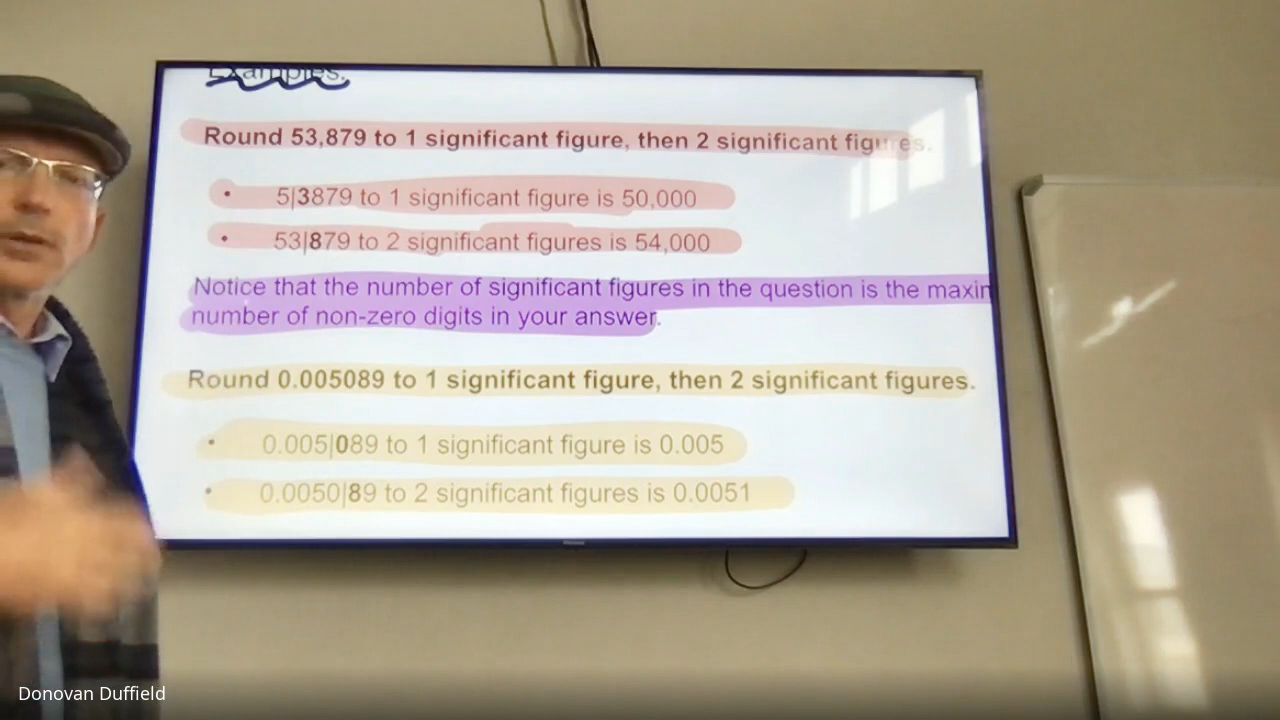 Examples.
Round 53,879 to 1 significant figure, then 2 significant figures.
• 5|3879 to 1 significant figure is 50,000
• 53|879 to 2 significant figures is 54,000
Notice that the number of significant figures in the question is the maxin
number of non-zero digits in your answer.
Round 0.005089 to 1 significant figure, then 2 significant figures.
• 0.005|089 to 1 significant figure is 0.005
• 0.0050|89 to 2 significant figures is 0.0051
Donovan Duffield